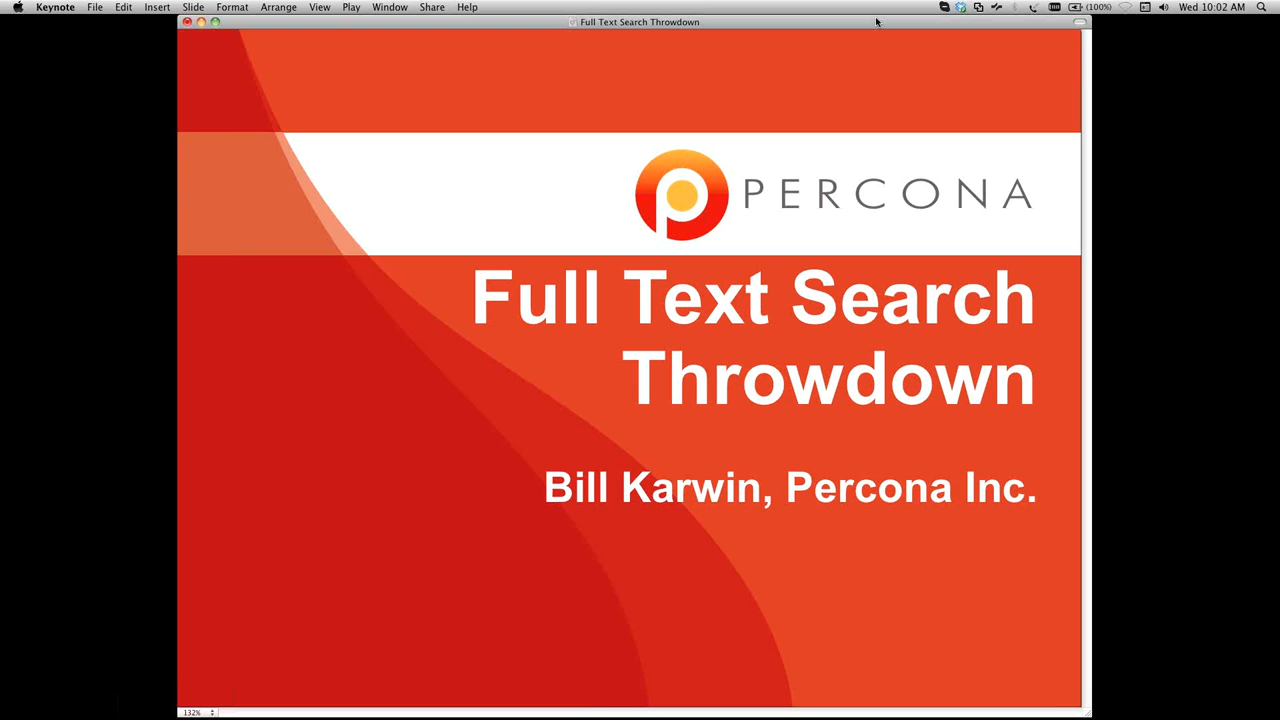 Keynote File Edit Insert Slide Format Arrange View Play Window Share Help (100%) Wed 10:02 AM
Full Text Search Throwdown
PERCONA
Full Text Search
Throwdown
Bill Karwin, Percona Inc.
132%